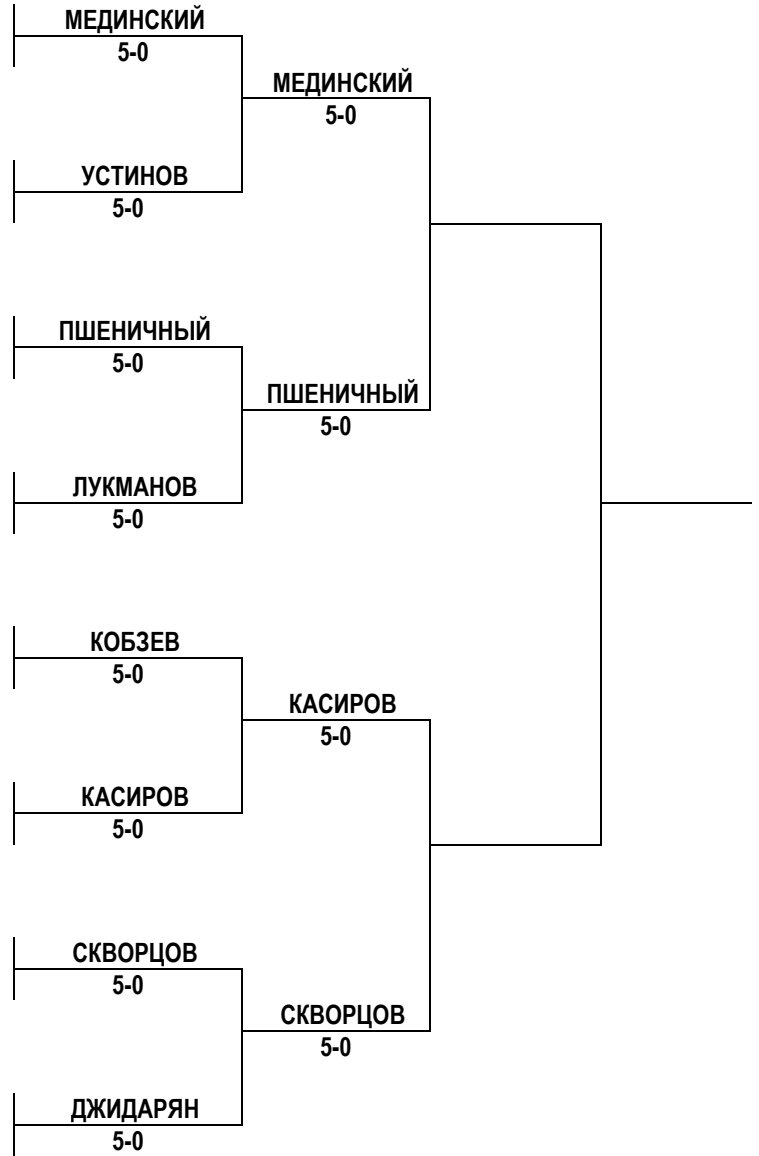 МЕДИНСКИЙ
5-0
МЕДИНСКИЙ
5-0
УСТИНОВ
5-0
ПШЕНИЧНЫЙ
5-0
ПШЕНИЧНЫЙ
5-0
ЛУКМАНОВ
5-0
КОБЗЕВ
5-0
КАСИРОВ
5-0
КАСИРОВ
5-0
СКВОРЦОВ
5-0
СКВОРЦОВ
5-0
ДЖИДАРЯН
5-0